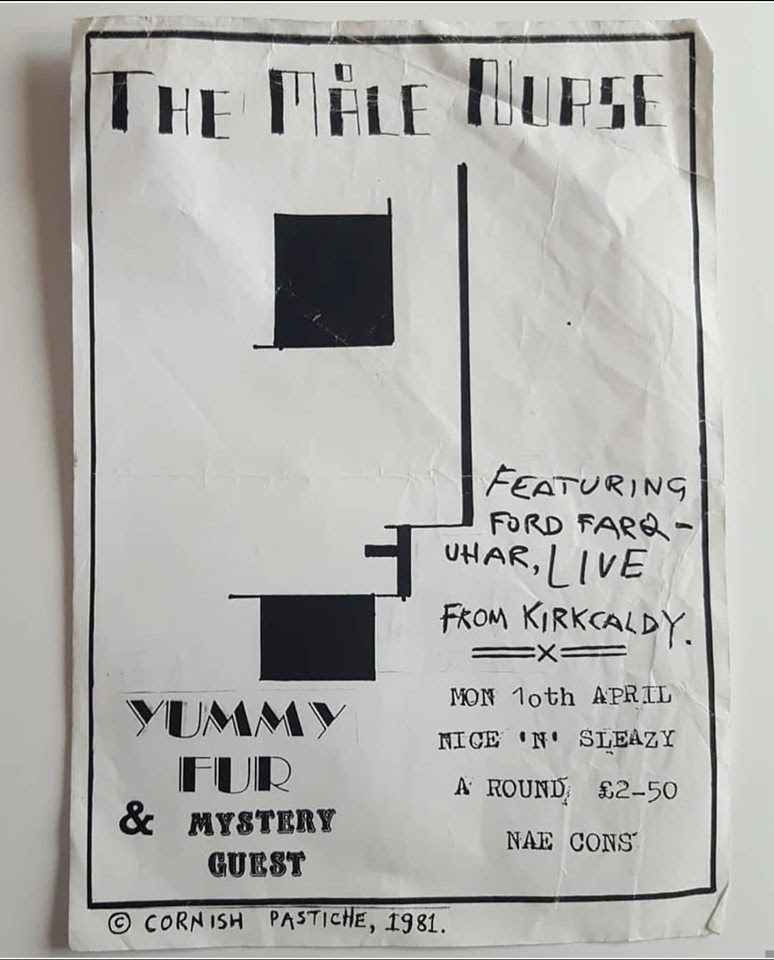 THE MALE NURSE
FEATURING
FORD FARQ-
UHAR, LIVE
FROM KIRKCALDY.
X
MON 10th APRIL
NICE 'N' SLEAZY
A ROUND, £2-50
NAE CONS
YUMMY
FUR
& MYSTERY
GUEST
© CORNISH PASTICHE, 1981.